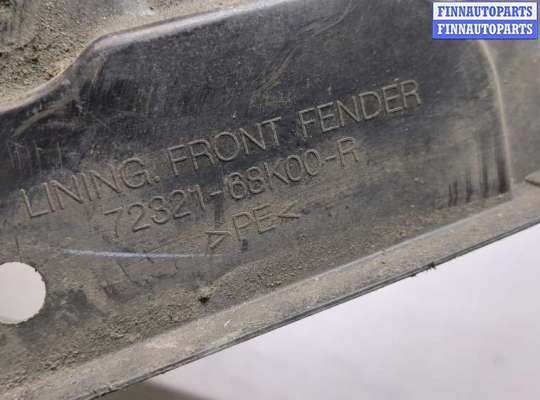 FINNAUTOPARTS
FINNAUTOPARTS
LINING, FRONT FENDER
72321-68K00-R
>PE<